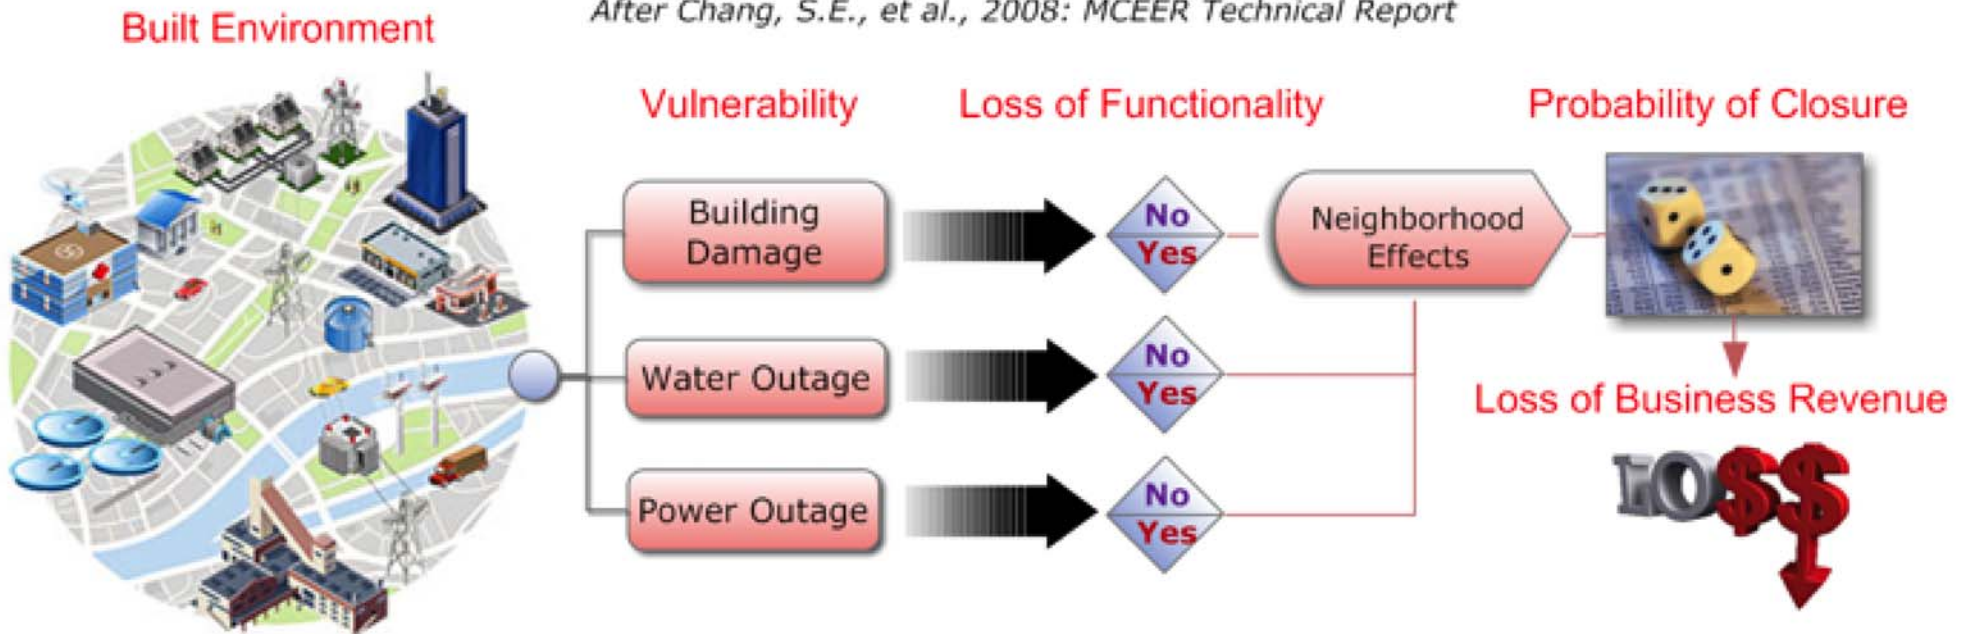 After Chang, S.E., et al., 2008: MCEER Technical Report
Built Environment
Vulnerability
Loss of Functionality
Probability of Closure
Building
Damage
No
Yes
Neighborhood
Effects
Water Outage
No
Yes
Loss of Business Revenue
Power Outage
No
Yes
LO$$